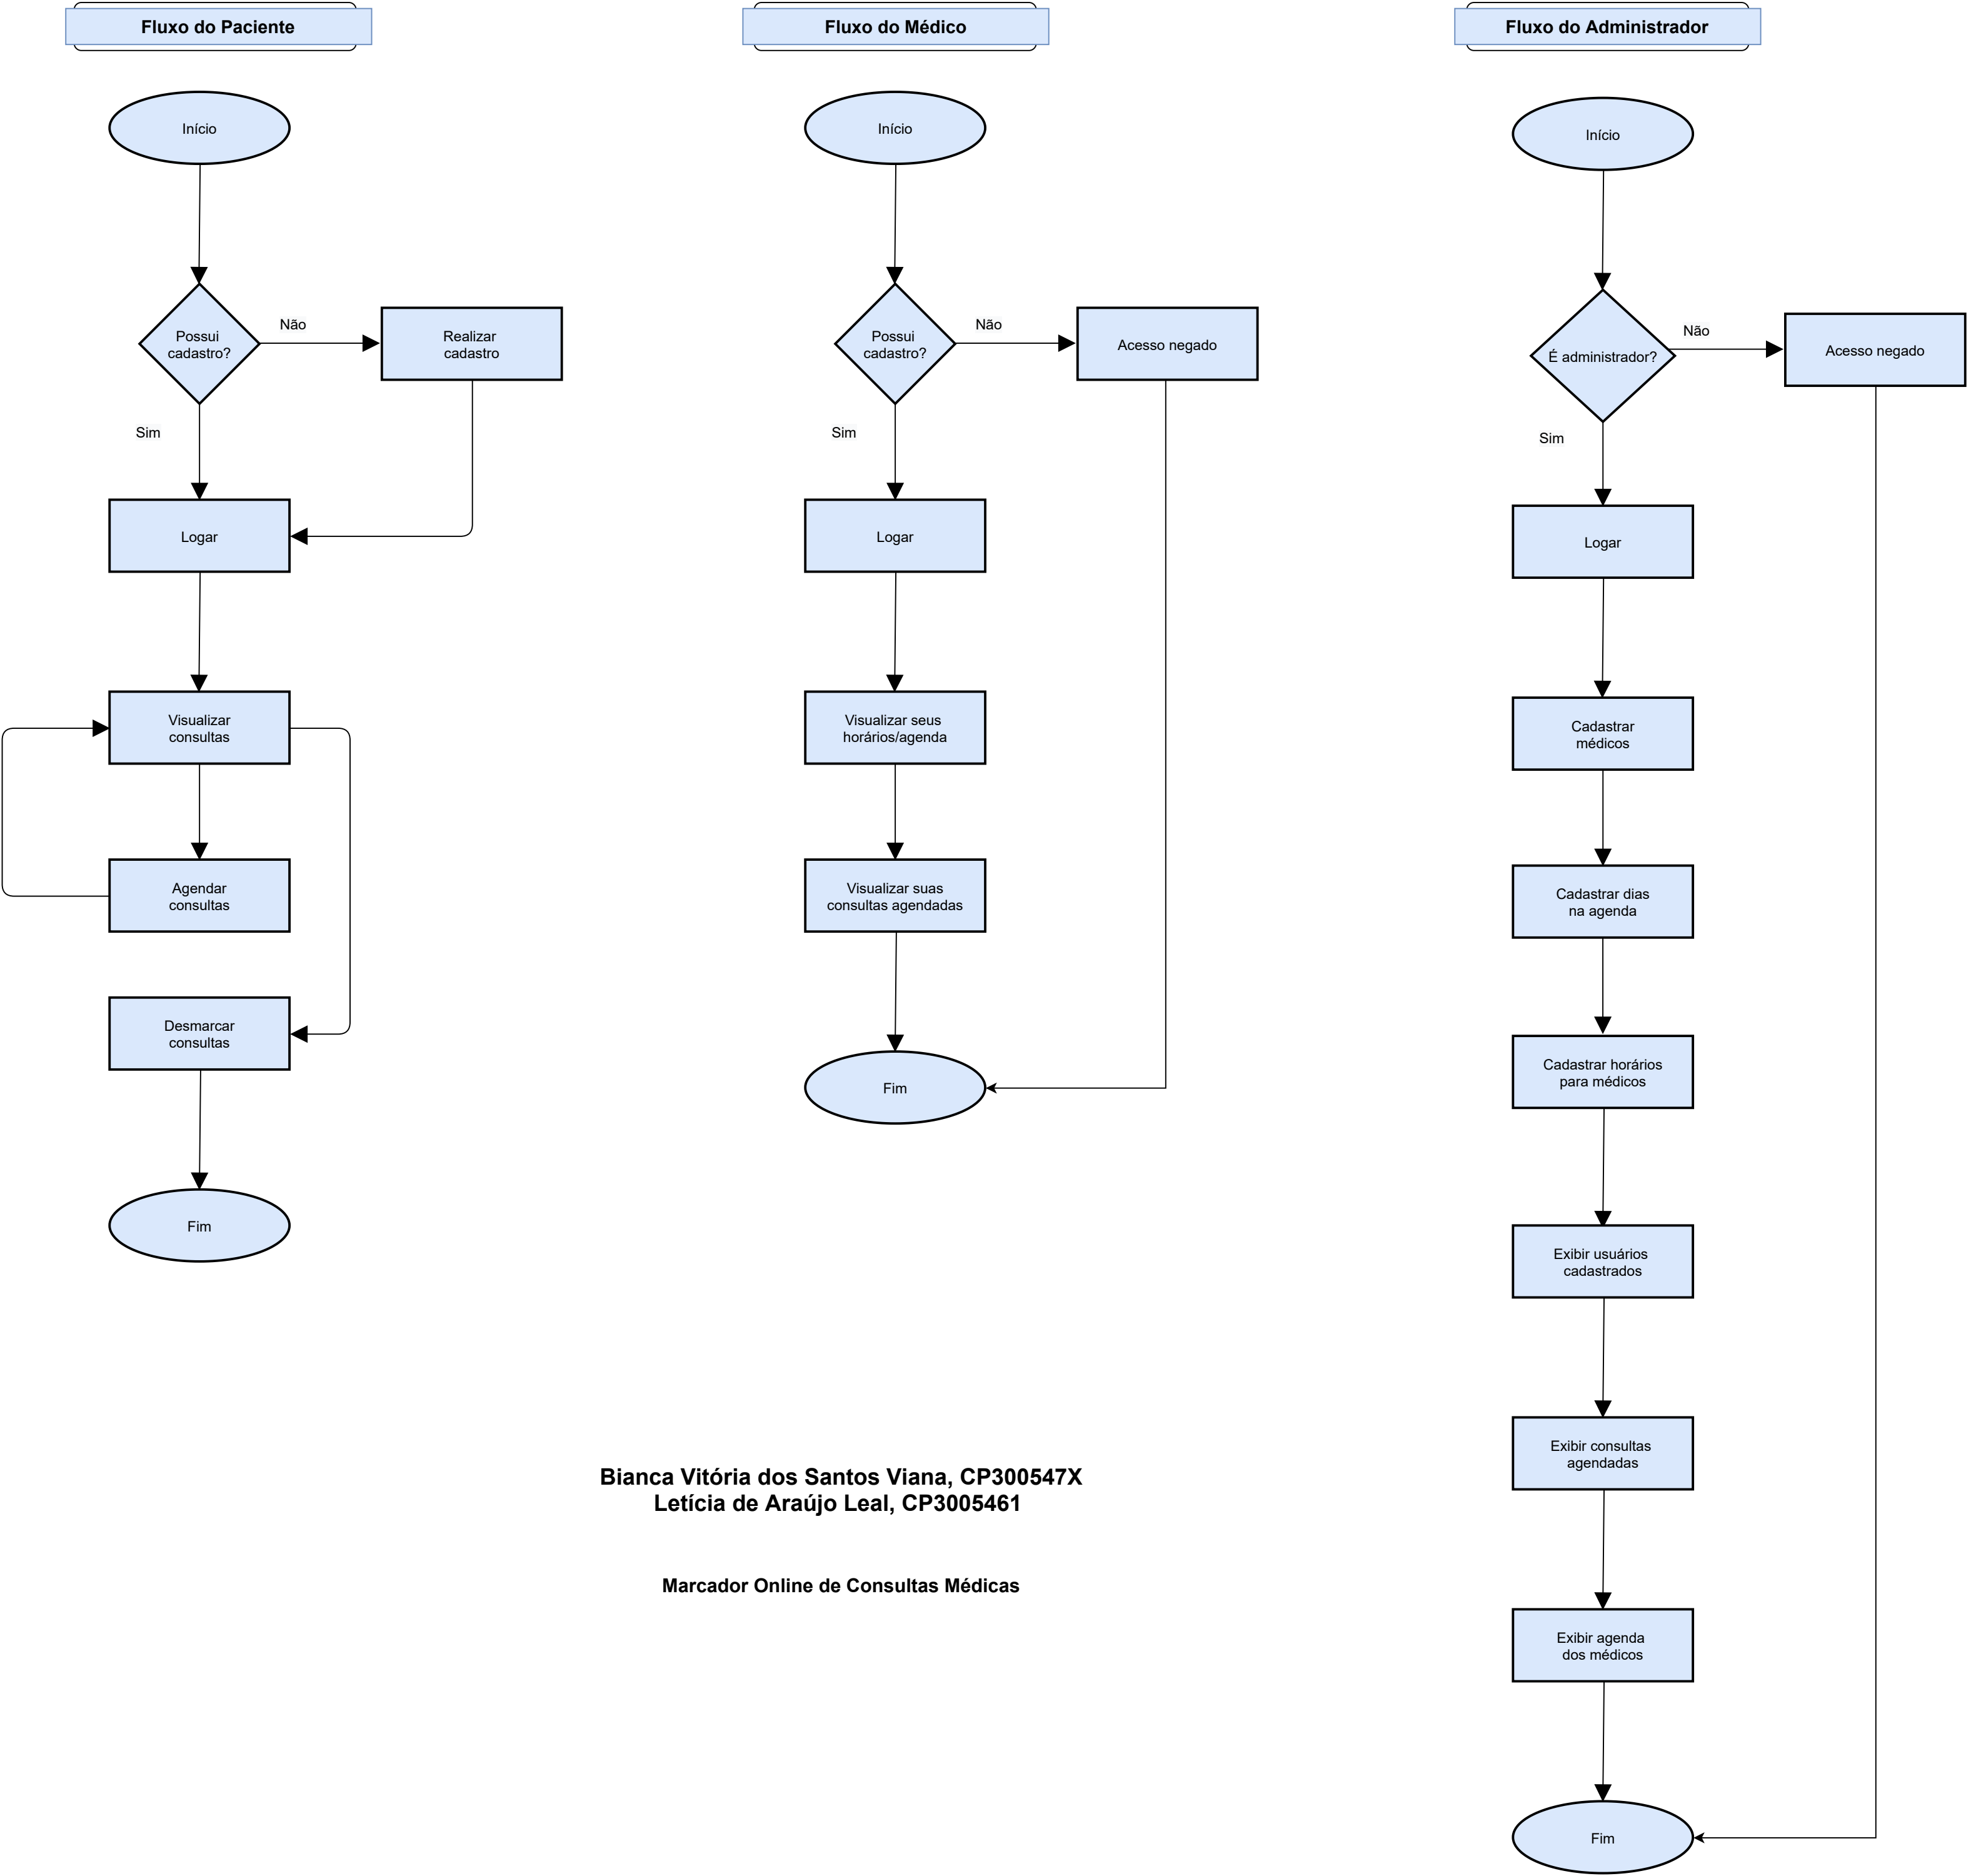 Fluxo do Paciente
Início
Possui
cadastro?
Não
Realizar
cadastro
Sim
Logar
Visualizar
consultas
Agendar
consultas
Desmarcar
consultas
Fim
Fluxo do Médico
Início
Possui
cadastro?
Não
Acesso negado
Sim
Logar
Visualizar seus
horários/agenda
Visualizar suas
consultas agendadas
Fim
Fluxo do Administrador
Início
É administrador?
Não
Acesso negado
Sim
Logar
Cadastrar
médicos
Cadastrar dias
na agenda
Cadastrar horários
para médicos
Exibir usuários
cadastrados
Exibir consultas
agendadas
Exibir agenda
dos médicos
Fim
Bianca Vitória dos Santos Viana, CP300547X
Letícia de Araújo Leal, CP3005461
Marcador Online de Consultas Médicas